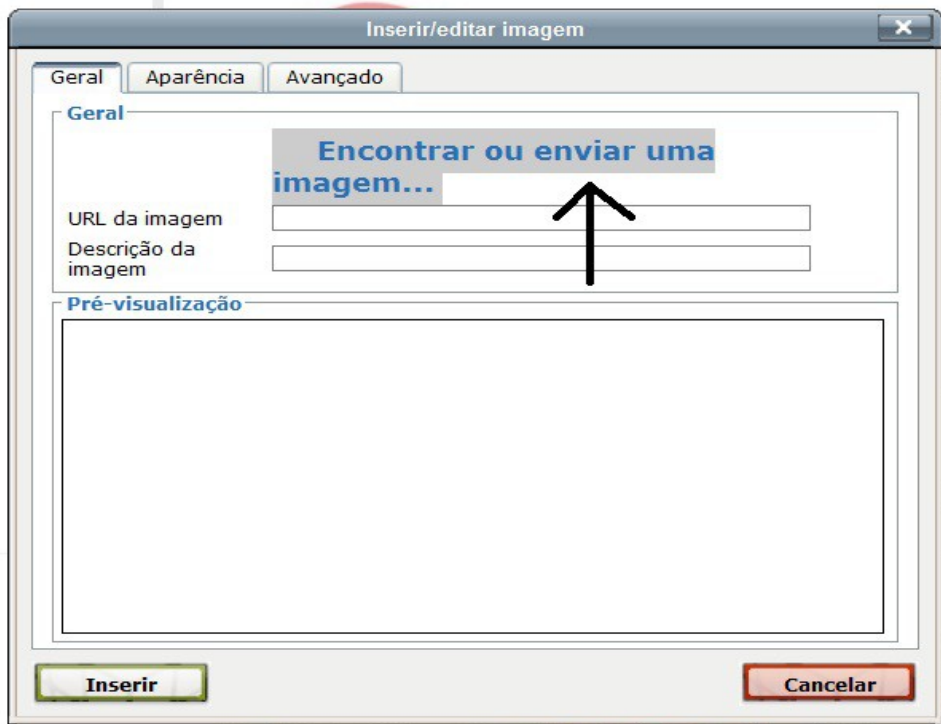 Inserir/editar imagem
Geral Aparência Avançado
Geral
Encontrar ou enviar uma
imagem...
URL da imagem
Descrição da
imagem
Pré-visualização
Inserir Cancelar